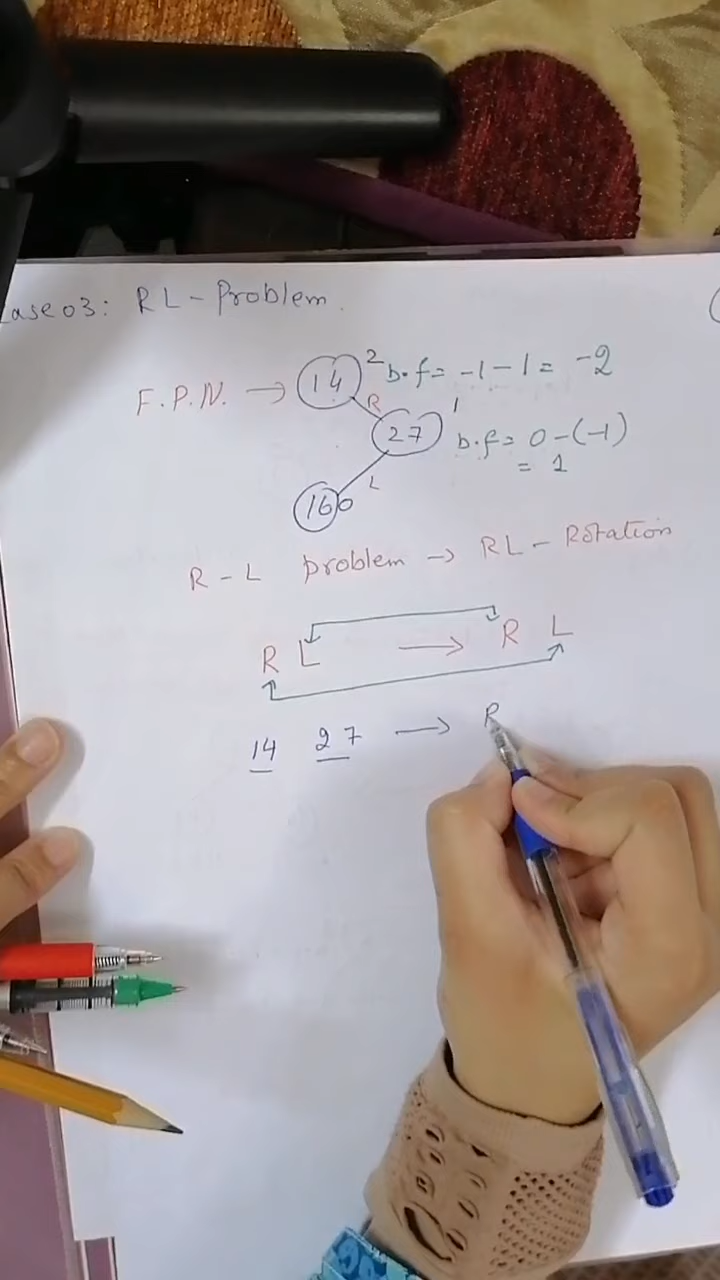 Case 03: RL-Problem.
F.P.N. → 14 2 b.f = -1-1 = -2
R
27 1 b.f = 0-(-1)
= 1
L
16 0
R-L problem → RL-Rotation
R L → R L
14 27 → R